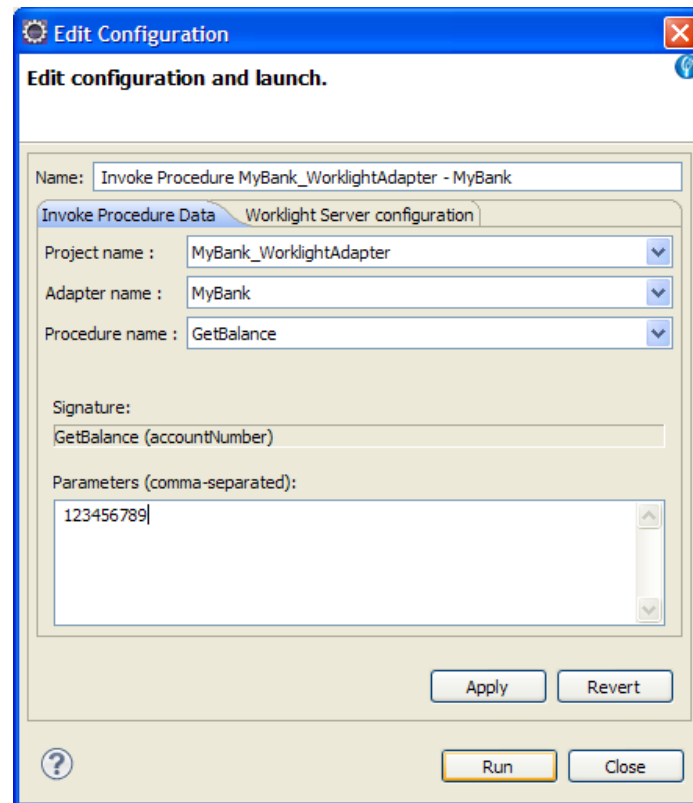 Edit Configuration
Edit configuration and launch.
Name: Invoke Procedure MyBank_WorklightAdapter - MyBank
Invoke Procedure Data Worklight Server configuration
Project name : MyBank_WorklightAdapter
Adapter name : MyBank
Procedure name : GetBalance
Signature:
GetBalance (accountNumber)
Parameters (comma-separated):
123456789
Apply Revert
? Run Close